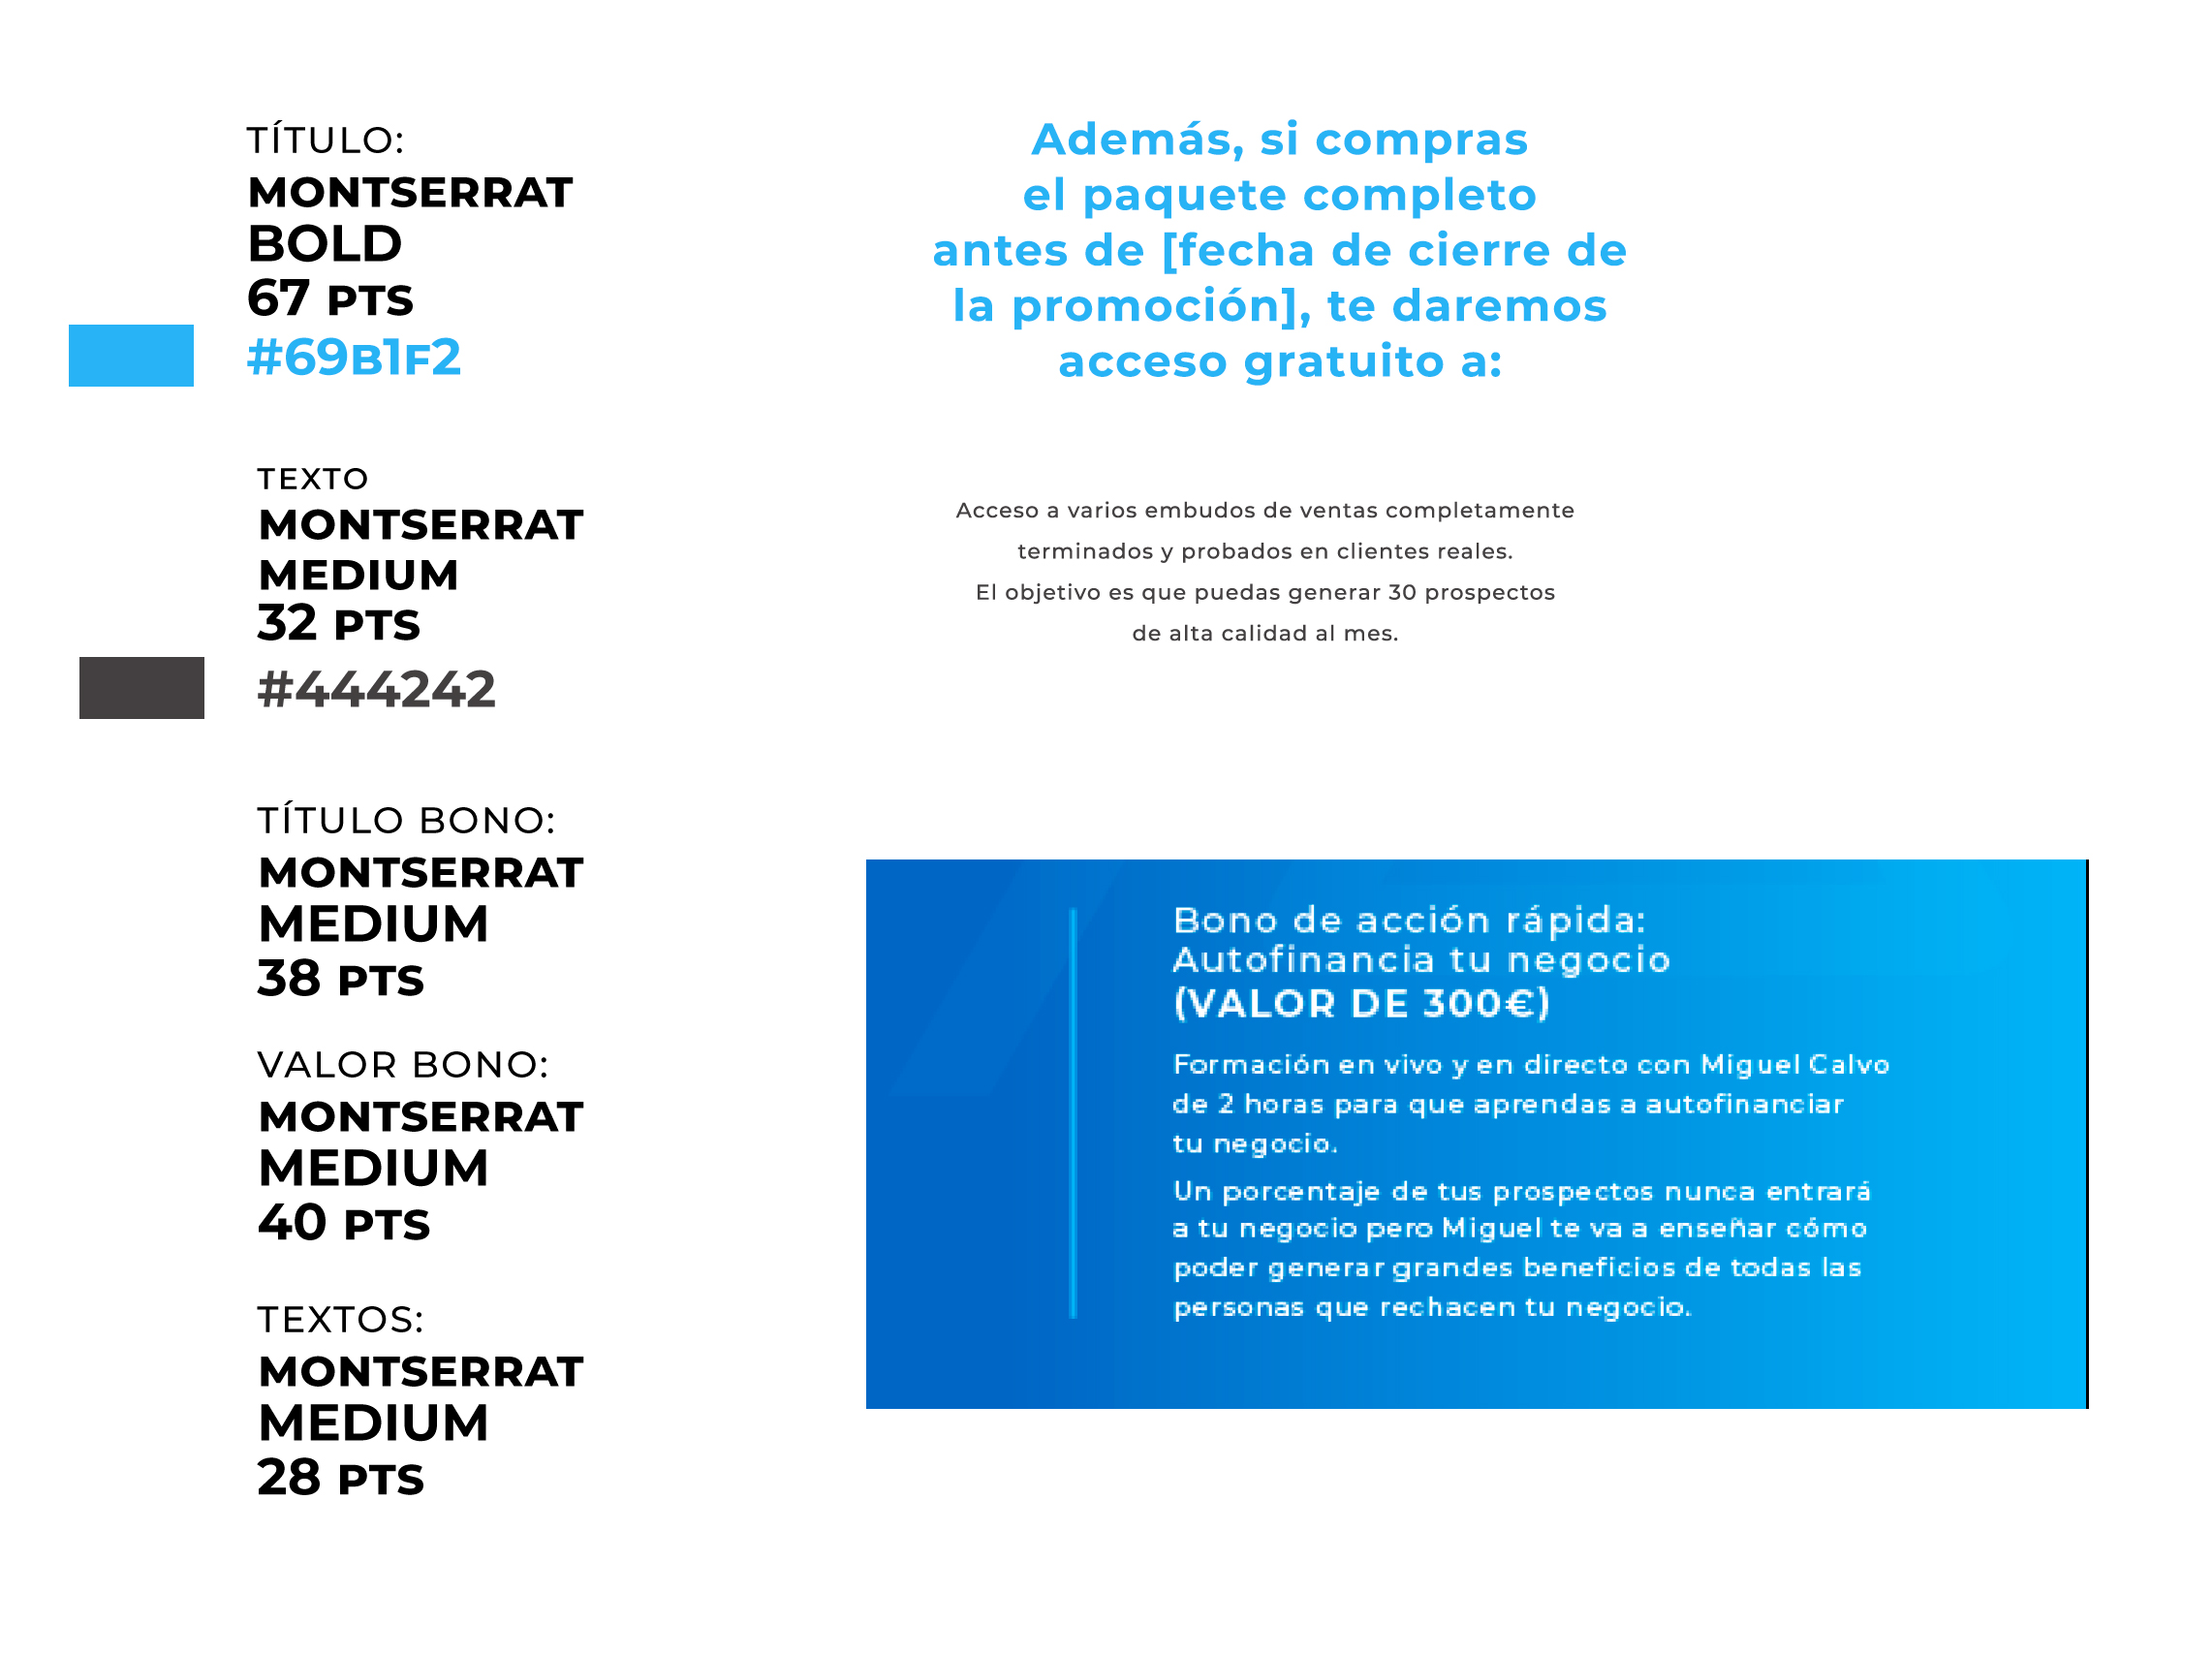 TÍTULO:
MONTSERRAT
BOLD
67 PTS
#69B1F2
TEXTO
MONTSERRAT
MEDIUM
32 PTS
#444242
TÍTULO BONO:
MONTSERRAT
MEDIUM
38 PTS
VALOR BONO:
MONTSERRAT
MEDIUM
40 PTS
TEXTOS:
MONTSERRAT
MEDIUM
28 PTS
Además, si compras
el paquete completo
antes de [fecha de cierre de
la promoción], te daremos
acceso gratuito a:
Acceso a varios embudos de ventas completamente
terminados y probados en clientes reales.
El objetivo es que puedas generar 30 prospectos
de alta calidad al mes.
Bono de acción rápida:
Autofinancia tu negocio
(VALOR DE 300€)
Formación en vivo y en directo con Miguel Calvo
de 2 horas para que aprendas a autofinanciar
tu negocio.
Un porcentaje de tus prospectos nunca entrará
a tu negocio pero Miguel te va a enseñar cómo
poder generar grandes beneficios de todas las
personas que rechacen tu negocio.